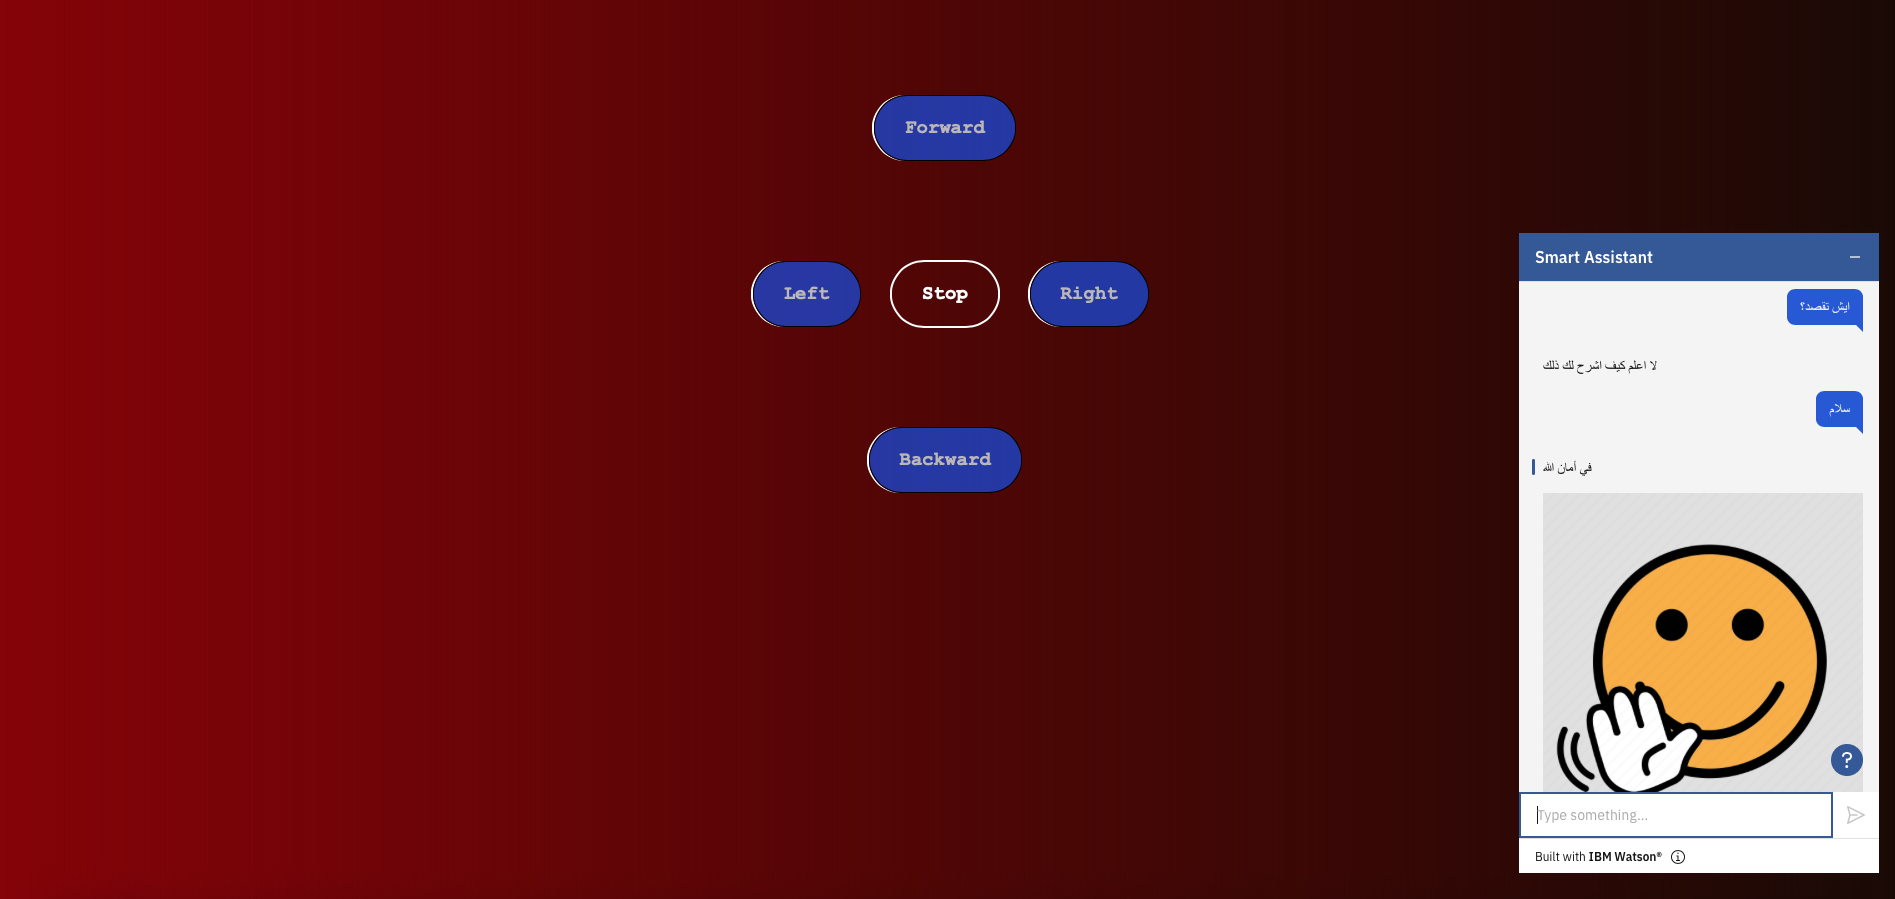 Forward
Left
Stop
Right
Backward
Smart Assistant
ايش تقصد؟
لا اعلم كيف اشرح لك ذلك
سلام
في أمان الله
?
Type something...
Built with IBM Watson®